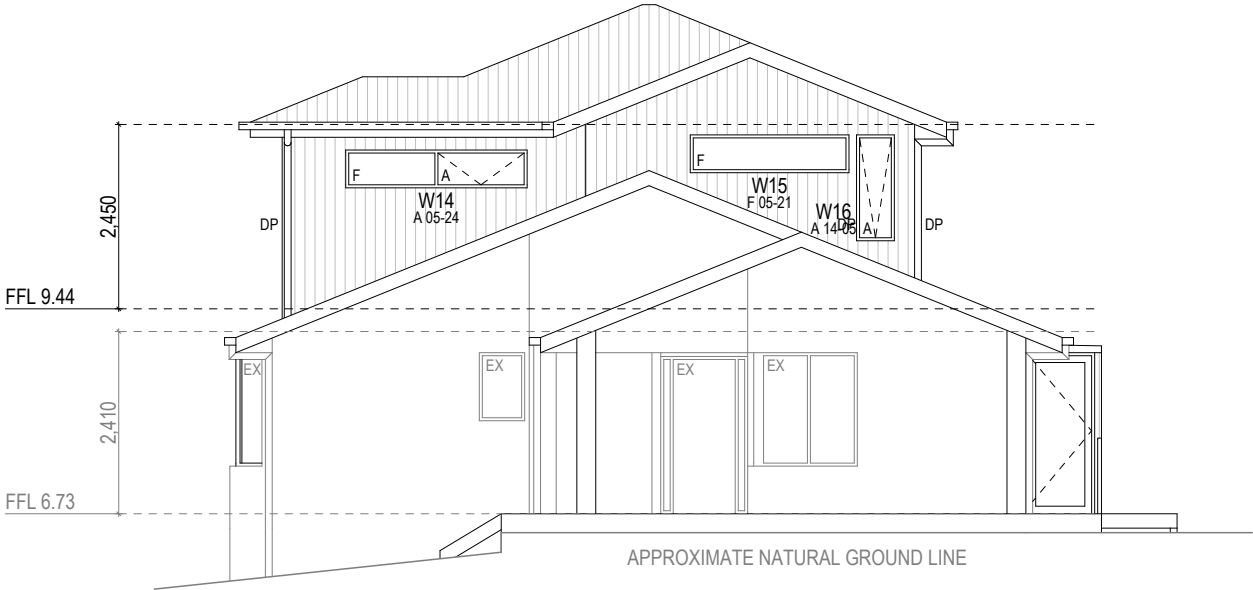 F
A
W14
A 05-24
F
W15
F 05-21
W16
A 14-05
DP
A
DP
DP
2,450
FFL 9.44
EX
EX
EX
EX
2,410
FFL 6.73
APPROXIMATE NATURAL GROUND LINE